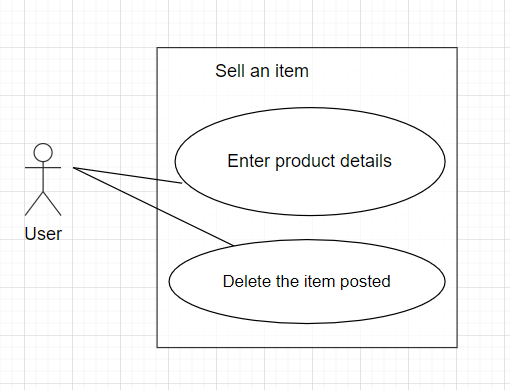 Sell an item
Enter product details
User
Delete the item posted